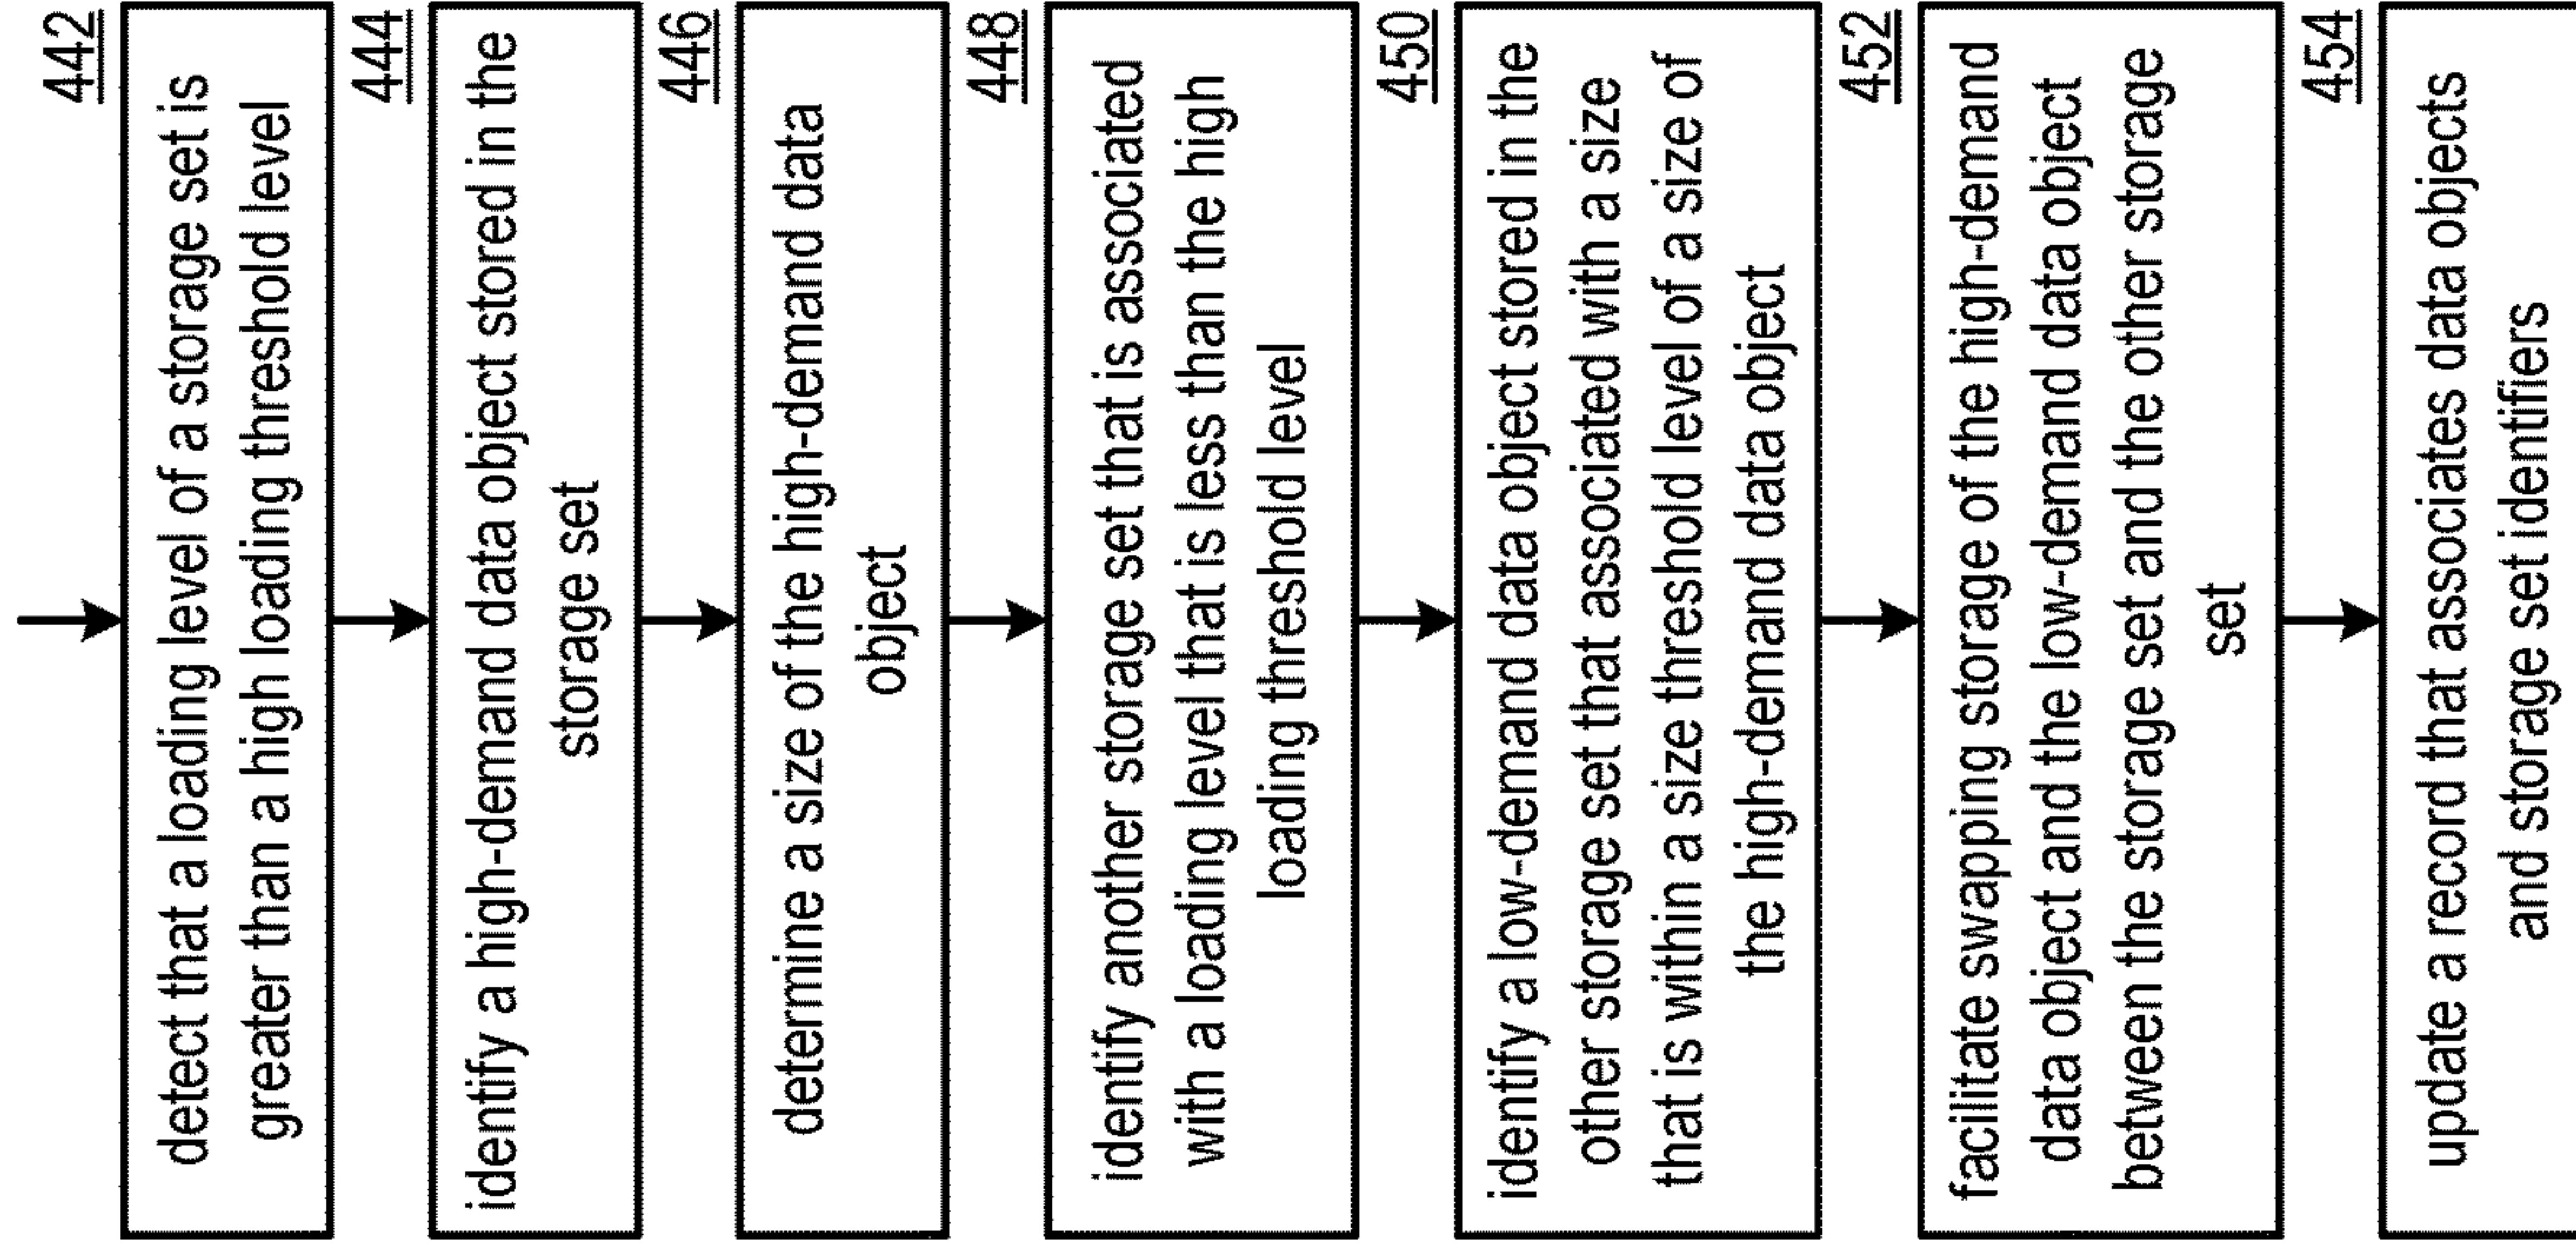 442
detect that a loading level of a storage set is
greater than a high loading threshold level
444
identify a high-demand data object stored in the
storage set
446
determine a size of the high-demand data
object
448
identify another storage set that is associated
with a loading level that is less than the high
loading threshold level
450
identify a low-demand data object stored in the
other storage set that associated with a size
that is within a size threshold level of a size of
the high-demand data object
452
facilitate swapping storage of the high-demand
data object and the low-demand data object
between the storage set and the other storage
set
454
update a record that associates data objects
and storage set identifiers